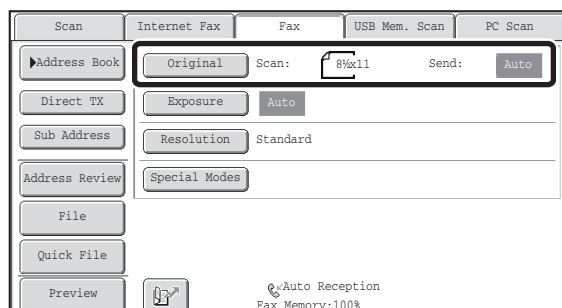 Scan Internet Fax Fax USB Mem. Scan PC Scan
Address Book Original Scan: 8½x11 Send: Auto
Direct TX Exposure Auto
Sub Address Resolution Standard
Address Review Special Modes
File
Quick File
Preview Auto Reception
Fax Memory:100%